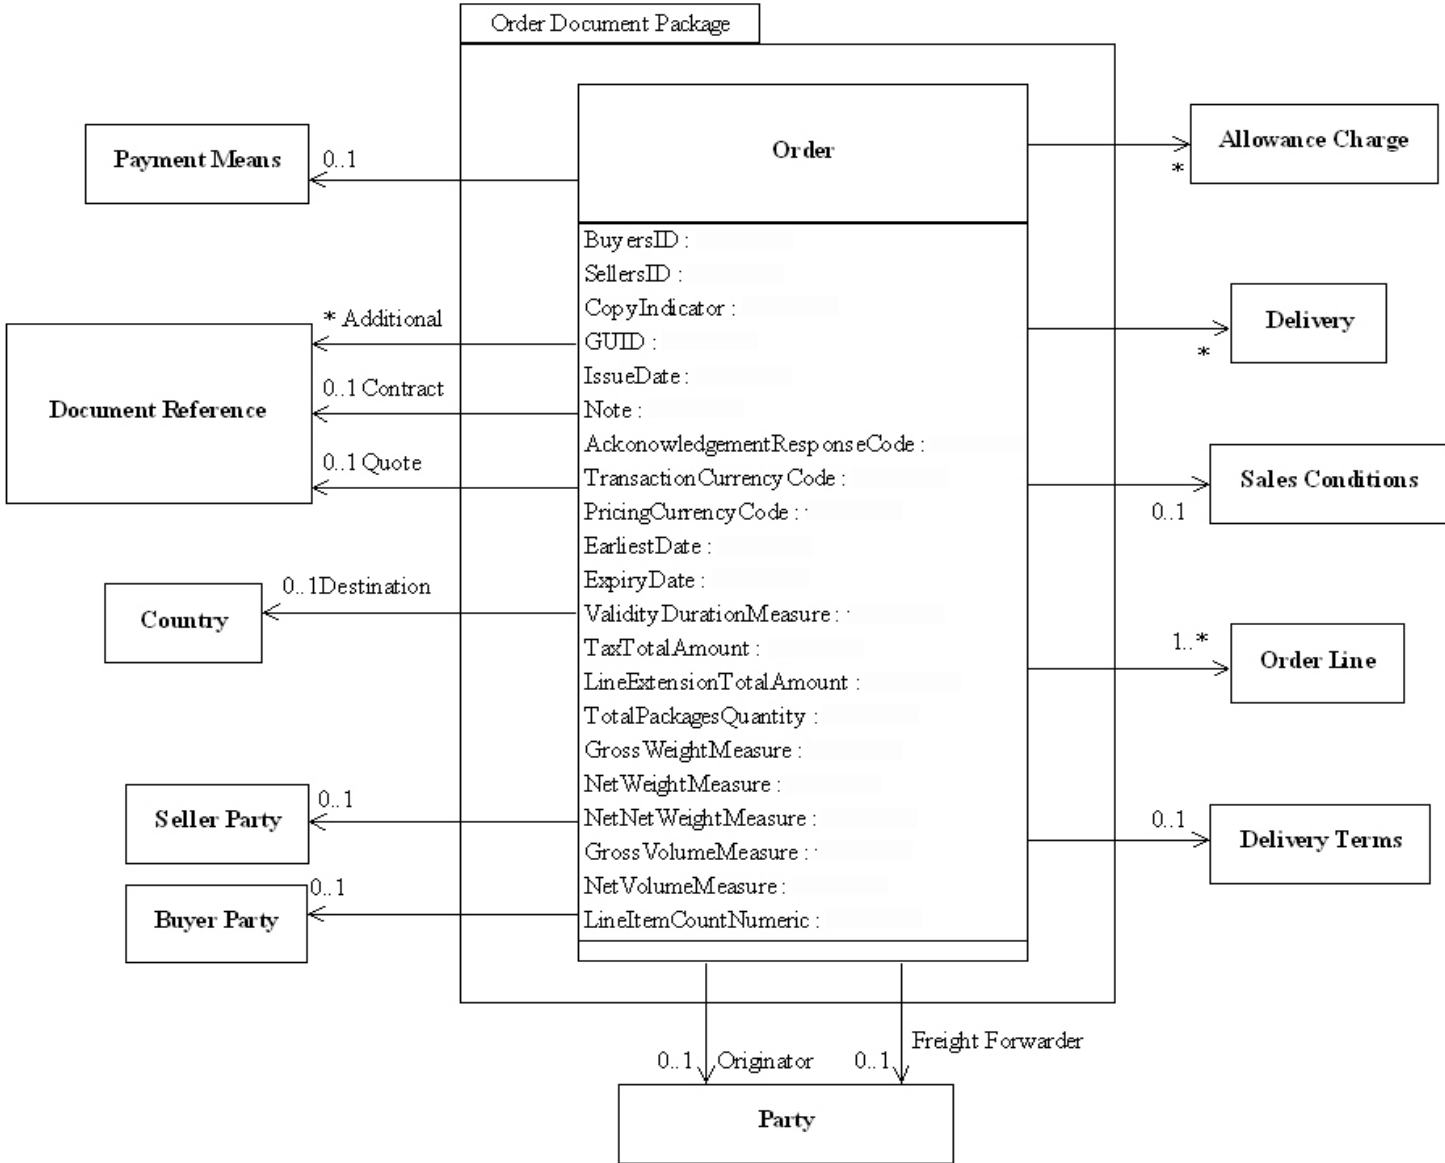 Order Document Package
Order
Payment Means
0..1
Allowance Charge
*
BuyersID :
SellersID :
CopyIndicator :
GUID :
IssueDate :
Note :
AckonowledgementResponseCode :
TransactionCurrencyCode :
PricingCurrencyCode :
EarliestDate :
ExpiryDate :
ValidityDurationMeasure :
TaxTotalAmount :
LineExtensionTotalAmount :
TotalPackagesQuantity :
GrossWeightMeasure :
NetWeightMeasure :
NetNetWeightMeasure :
GrossVolumeMeasure :
NetVolumeMeasure :
LineItemCountNumeric :
* Additional
0..1 Contract
0..1 Quote
Document Reference
0..1Destination
Country
0..1
Seller Party
0..1
Buyer Party
Delivery
*
Sales Conditions
0..1
1..*
Order Line
0..1
Delivery Terms
0..1 Originator
0..1 Freight Forwarder
Party